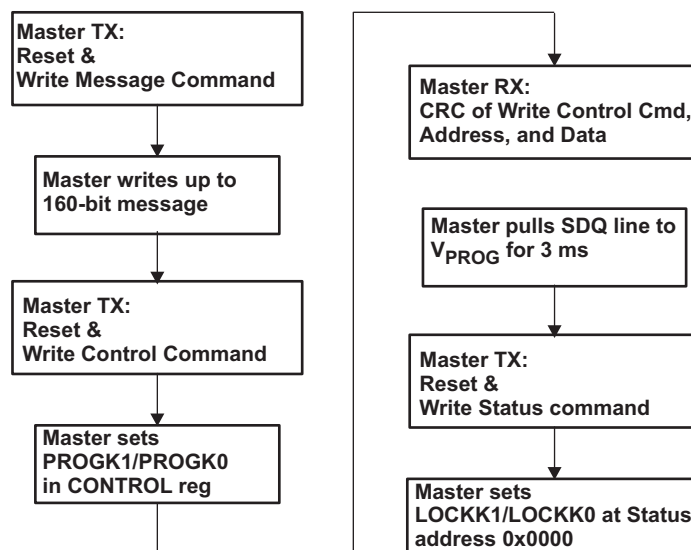 Master TX:
Reset &
Write Message Command
Master writes up to
160-bit message
Master TX:
Reset &
Write Control Command
Master sets
PROGK1/PROGK0
in CONTROL reg
Master RX:
CRC of Write Control Cmd,
Address, and Data
Master pulls SDQ line to
VPROG for 3 ms
Master TX:
Reset &
Write Status command
Master sets
LOCKK1/LOCKK0 at Status
address 0x0000